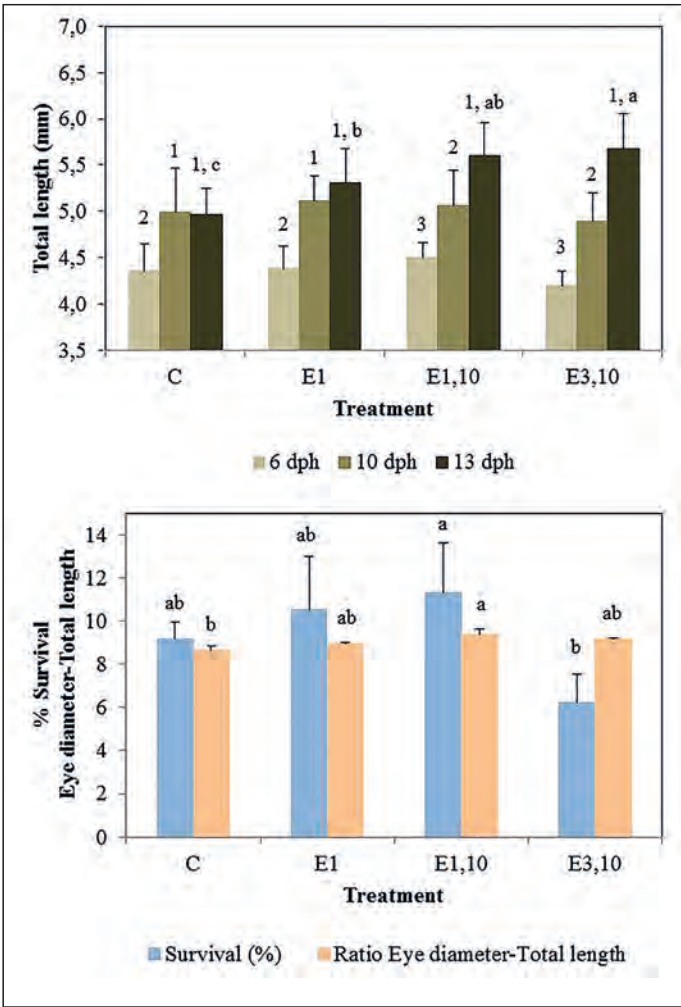 7,0
6,5
6,0
5,5
5,0
4,5
4,0
3,5
Total length (mm)
2
1
1, c
2
1
1, b
3
2
1, ab
3
2
1, a
C E1 E1,10 E3,10
Treatment
6 dph 10 dph 13 dph
14
12
10
8
6
4
2
0
% Survival
Eye diameter-Total length
ab
b
ab
ab
a
a
b
ab
C E1 E1,10 E3,10
Treatment
Survival (%) Ratio Eye diameter-Total length